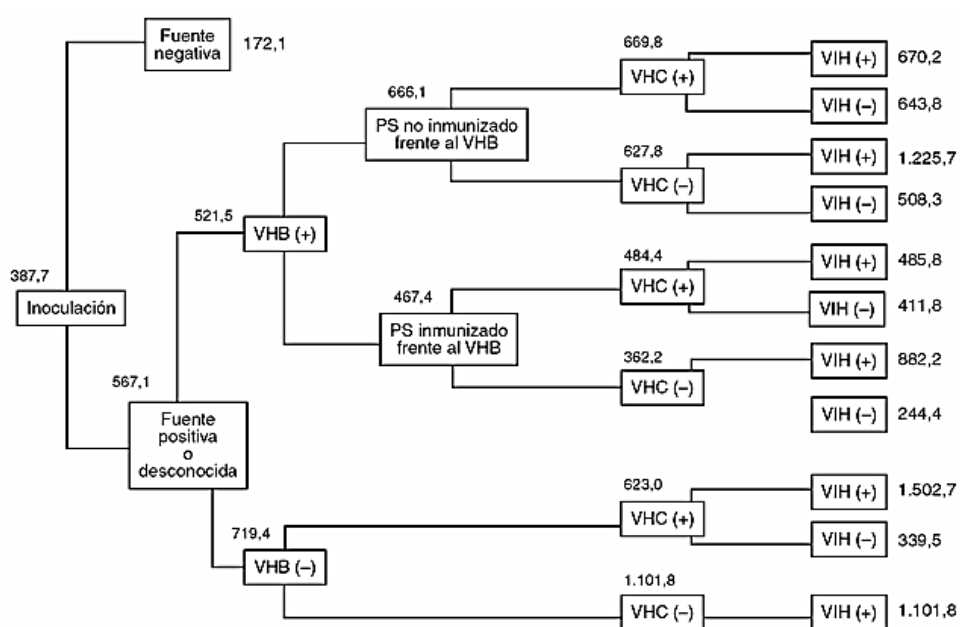 Fuente
negativa
172,1
669,8
VHC (+)
VIH (+) 670,2
VIH (–) 643,8
666,1
PS no inmunizado
frente al VHB
627,8
VHC (–)
VIH (+) 1.225,7
VIH (–) 508,3
521,5
VHB (+)
484,4
VHC (+)
VIH (+) 485,8
VIH (–) 411,8
467,4
PS inmunizado
frente al VHB
362,2
VHC (–)
VIH (+) 882,2
VIH (–) 244,4
387,7
Inoculación
567,1
Fuente
positiva
o
desconocida
719,4
VHB (–)
623,0
VHC (+)
VIH (+) 1.502,7
VIH (–) 339,5
1.101,8
VHC (–)
VIH (+) 1.101,8